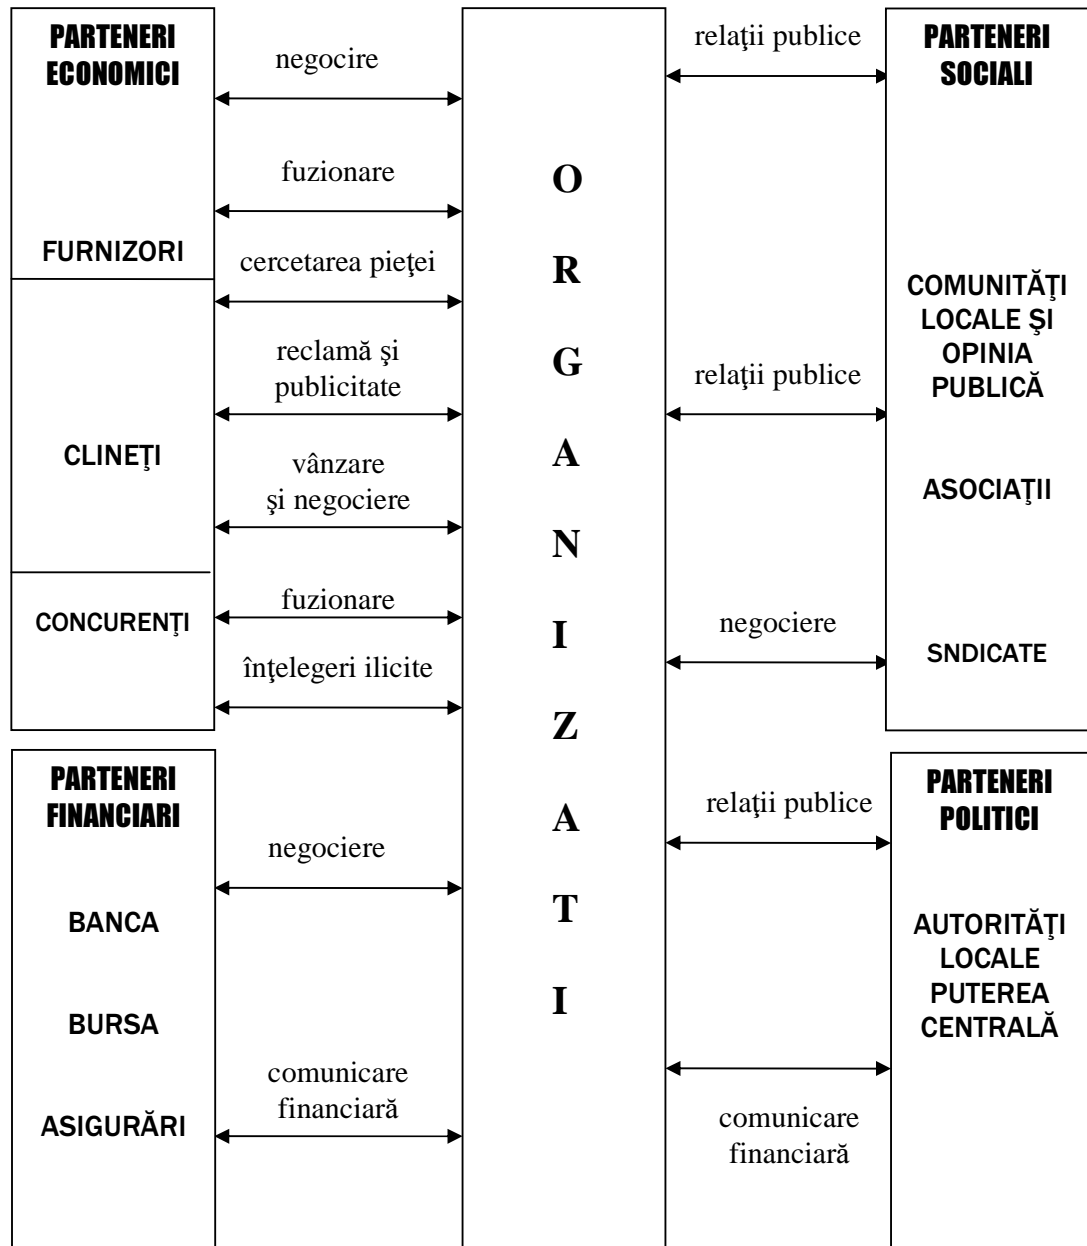 PARTENERI
ECONOMICI
negocire
fuzionare
FURNIZORI
cercetarea pieţei
reclamă şi
publicitate
CLINEŢI
vânzare
şi negociere
CONCURENŢI
fuzionare
înţelegeri ilicite
PARTENERI
FINANCIARI
negociere
BANCA
BURSA
comunicare
financiară
ASIGURĂRI
O
R
G
A
N
I
Z
A
T
I
relaţii publice
PARTENERI
SOCIALI
COMUNITĂŢI
LOCALE ŞI
OPINIA
PUBLICĂ
relaţii publice
ASOCIAŢII
negociere
SNDICATE
PARTENERI
POLITICI
relaţii publice
AUTORITĂŢI
LOCALE
PUTEREA
CENTRALĂ
comunicare
financiară